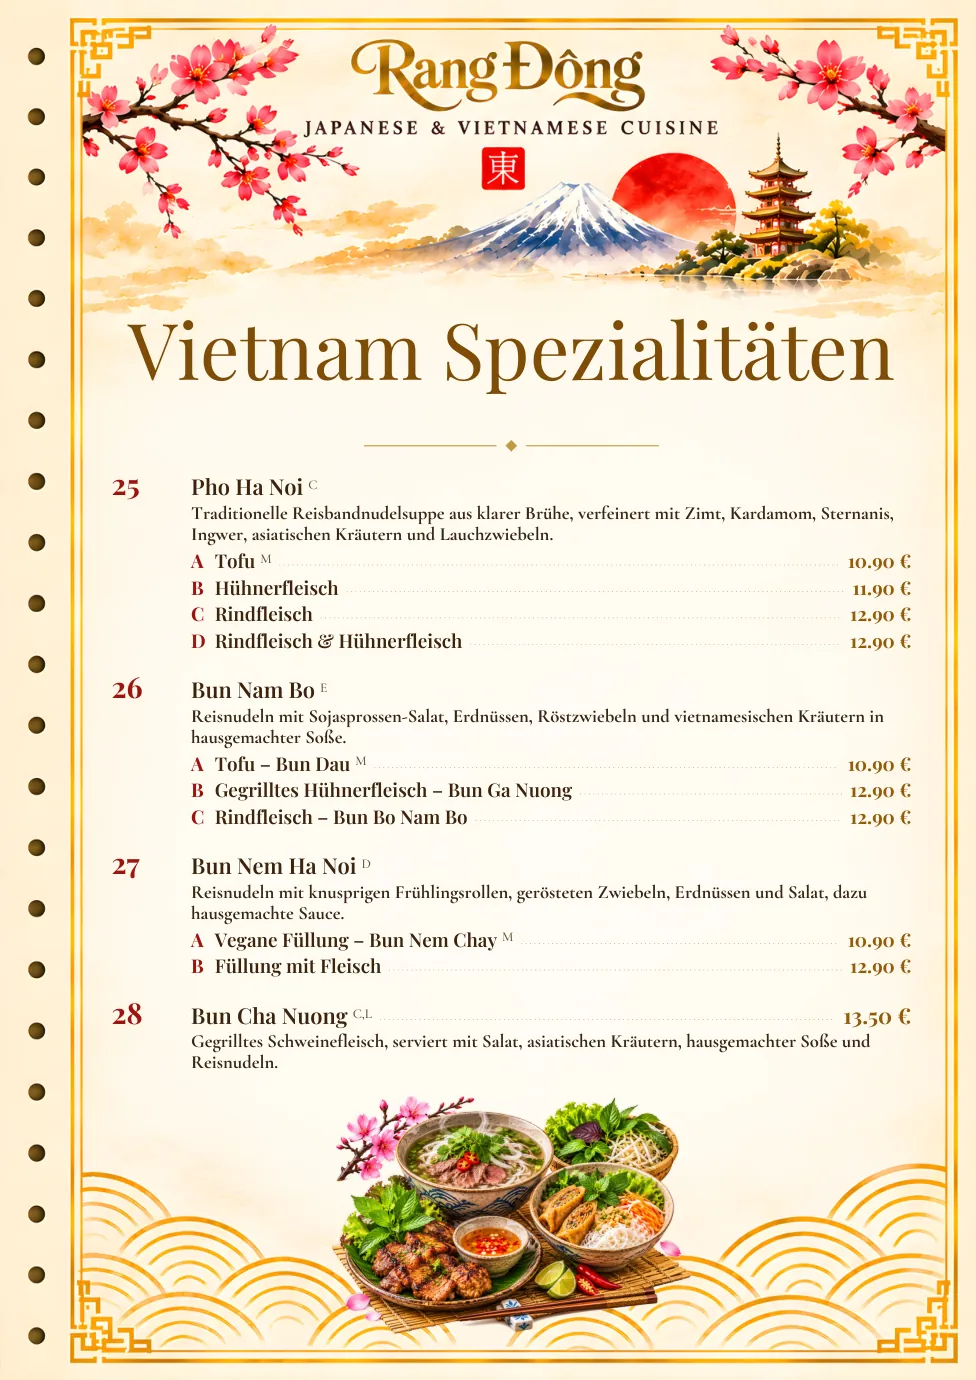 Rang Đông
JAPANESE & VIETNAMESE CUISINE
東
Vietnam Spezialitäten
25 Pho Ha Noi C
Traditionelle Reisbandnudelsuppe aus klarer Brühe, verfeinert mit Zimt, Kardamom, Sternanis,
Ingwer, asiatischen Kräutern und Lauchzwiebeln.
A Tofu M 10.90 €
B Hühnerfleisch 11.90 €
C Rindfleisch 12.90 €
D Rindfleisch & Hühnerfleisch 12.90 €
26 Bun Nam Bo E
Reisnudeln mit Sojasprossen-Salat, Erdnüssen, Röstzwiebeln und vietnamesischen Kräutern in
hausgemachter Soße.
A Tofu – Bun Dau M 10.90 €
B Gegrilltes Hühnerfleisch – Bun Ga Nuong 12.90 €
C Rindfleisch – Bun Bo Nam Bo 12.90 €
27 Bun Nem Ha Noi D
Reisnudeln mit knusprigen Frühlingsrollen, gerösteten Zwiebeln, Erdnüssen und Salat, dazu
hausgemachte Sauce.
A Vegane Füllung – Bun Nem Chay M 10.90 €
B Füllung mit Fleisch 12.90 €
28 Bun Cha Nuong C,L 13.50 €
Gegrilltes Schweinefleisch, serviert mit Salat, asiatischen Kräutern, hausgemachter Soße und
Reisnudeln.